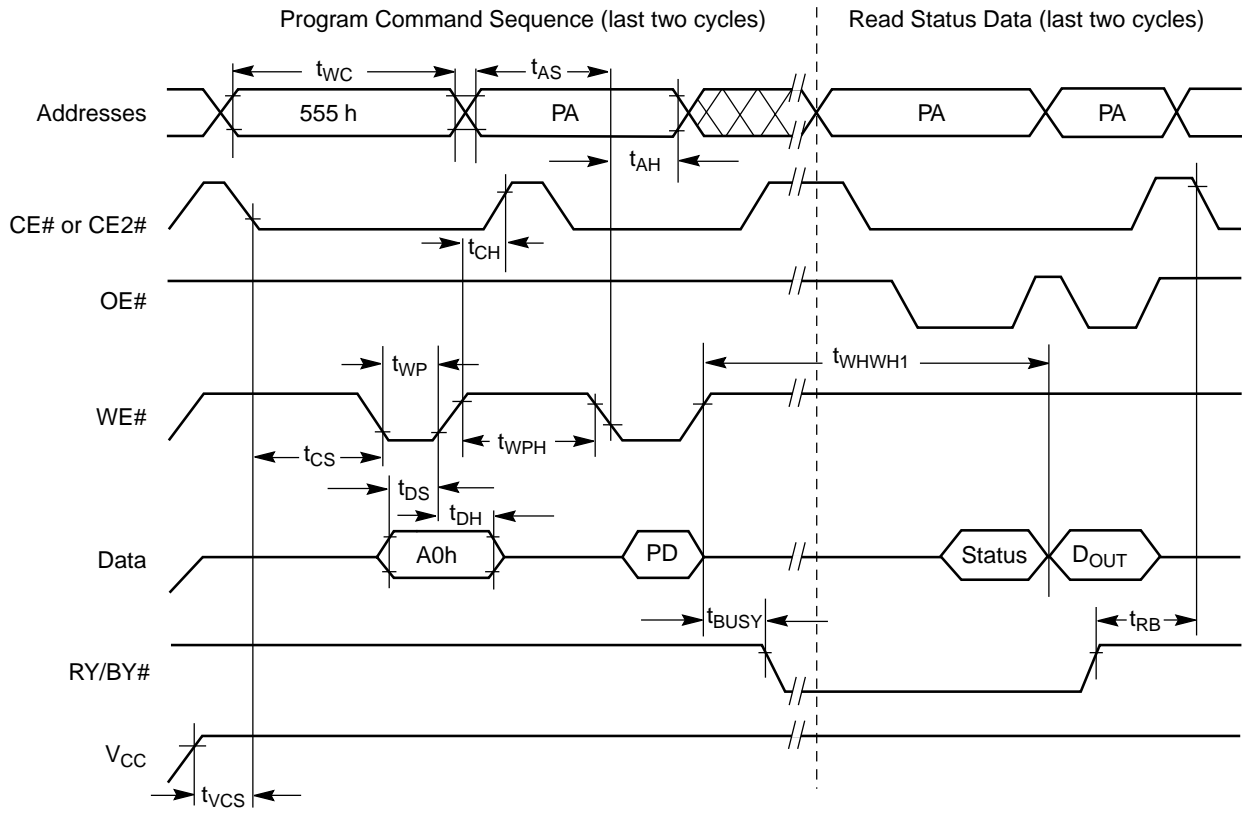 Program Command Sequence (last two cycles)
Read Status Data (last two cycles)
tWC
tAS
Addresses
555 h
PA
PA
PA
tAH
CE# or CE2#
tCH
OE#
tWP
tWHWH1
WE#
tCS
tWPH
tDS
tDH
Data
A0h
PD
Status
DOUT
tBUSY
tRB
RY/BY#
VCC
tVCS